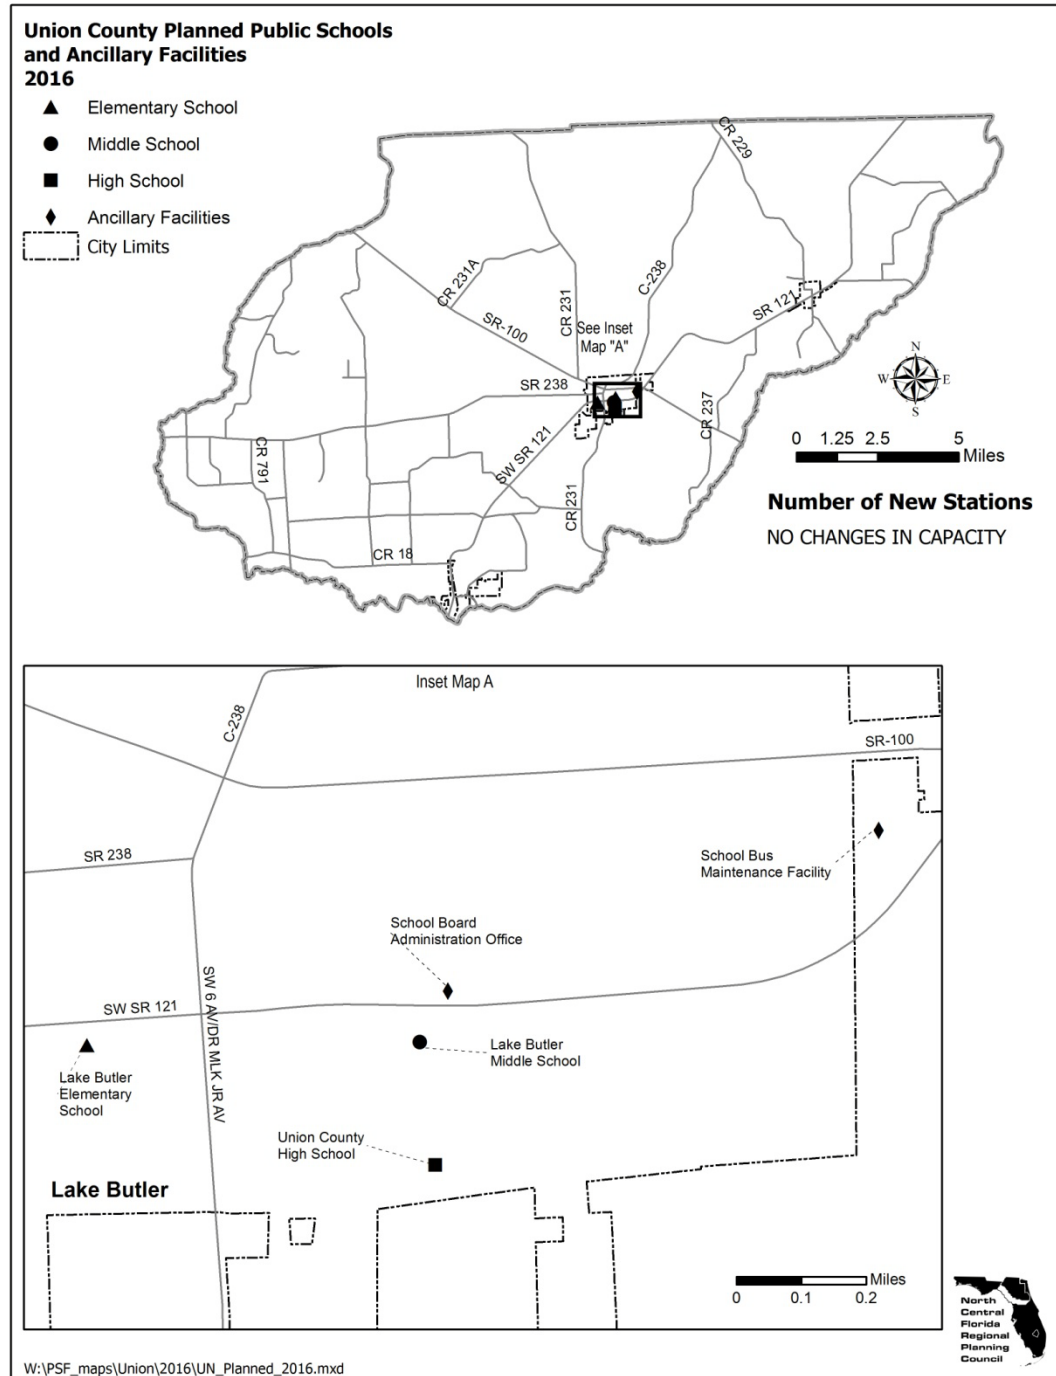 Union County Planned Public Schools
and Ancillary Facilities
2016
Elementary School
Middle School
High School
Ancillary Facilities
City Limits
CR 229
CR 231A
CR 231
C-238
SR-100
See Inset
Map "A"
SR 121
SR 238
CR 237
CR 791
SW SR 121
CR 231
CR 18
N
W
E
S
0 1.25 2.5 5
Miles
Number of New Stations
NO CHANGES IN CAPACITY
Inset Map A
C-238
SR-100
SR 238
School Bus
Maintenance Facility
School Board
Administration Office
SW SR 121
SW 6 AV/DR MLK JR AV
Lake Butler
Elementary
School
Lake Butler
Middle School
Union County
High School
Lake Butler
Miles
0 0.1 0.2
North
Central
Florida
Regional
Planning
Council
W:\PSF_maps\Union\2016\UN_Planned_2016.mxd